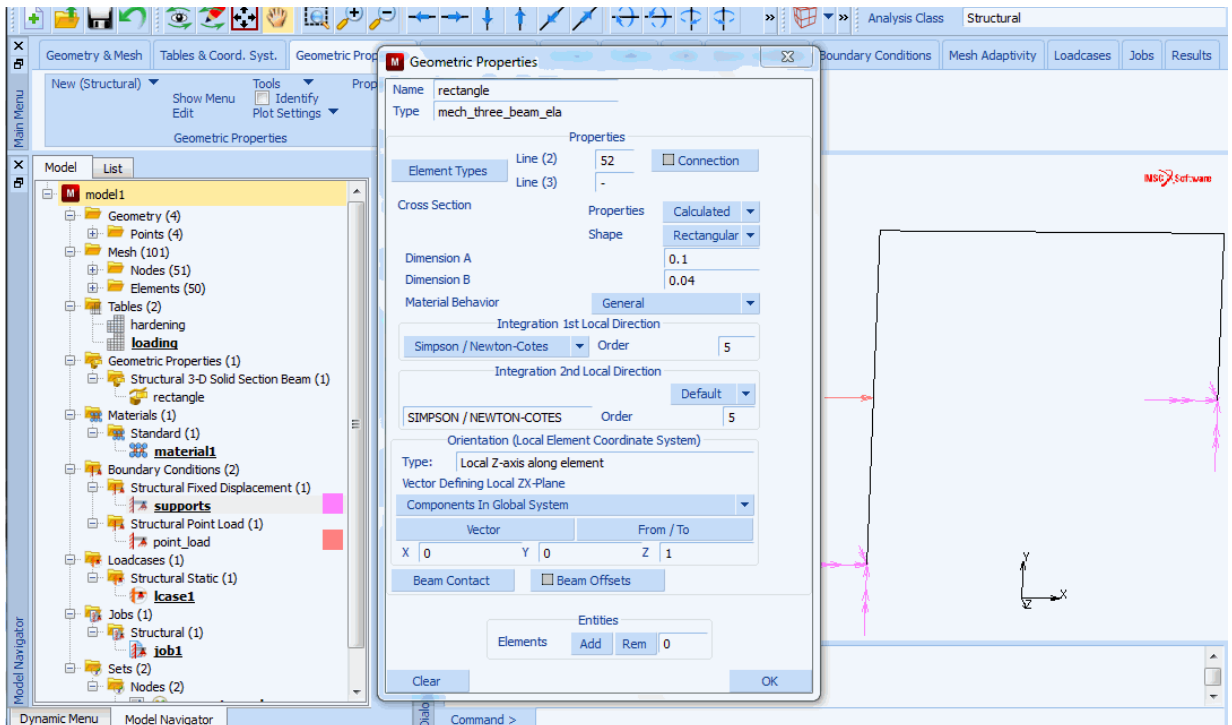 » » Analysis Class Structural
Geometry & Mesh Tables & Coord. Syst. Geometric Prop Boundary Conditions Mesh Adaptivity Loadcases Jobs Results
Main Menu
New (Structural) Tools Prop
Show Menu Identify
Edit Plot Settings
Geometric Properties
Model List
model1
Geometry (4)
Points (4)
Mesh (101)
Nodes (51)
Elements (50)
Tables (2)
hardening
loading
Geometric Properties (1)
Structural 3-D Solid Section Beam (1)
rectangle
Materials (1)
Standard (1)
material1
Boundary Conditions (2)
Structural Fixed Displacement (1)
supports
Structural Point Load (1)
point_load
Loadcases (1)
Structural Static (1)
lcase1
Jobs (1)
Structural (1)
job1
Sets (2)
Nodes (2)
Model Navigator
Dynamic Menu Model Navigator
M Geometric Properties
Name rectangle
Type mech_three_beam_ela
Properties
Element Types Line (2) 52 Connection
Line (3) -
Cross Section Properties Calculated
Shape Rectangular
Dimension A 0.1
Dimension B 0.04
Material Behavior General
Integration 1st Local Direction
Simpson / Newton-Cotes Order 5
Integration 2nd Local Direction
Default
SIMPSON / NEWTON-COTES Order 5
Orientation (Local Element Coordinate System)
Type: Local Z-axis along element
Vector Defining Local ZX-Plane
Components In Global System
Vector From / To
X 0 Y 0 Z 1
Beam Contact Beam Offsets
Entities
Elements Add Rem 0
Clear OK
MSC Software
Y
Z X
Dialo
Command >